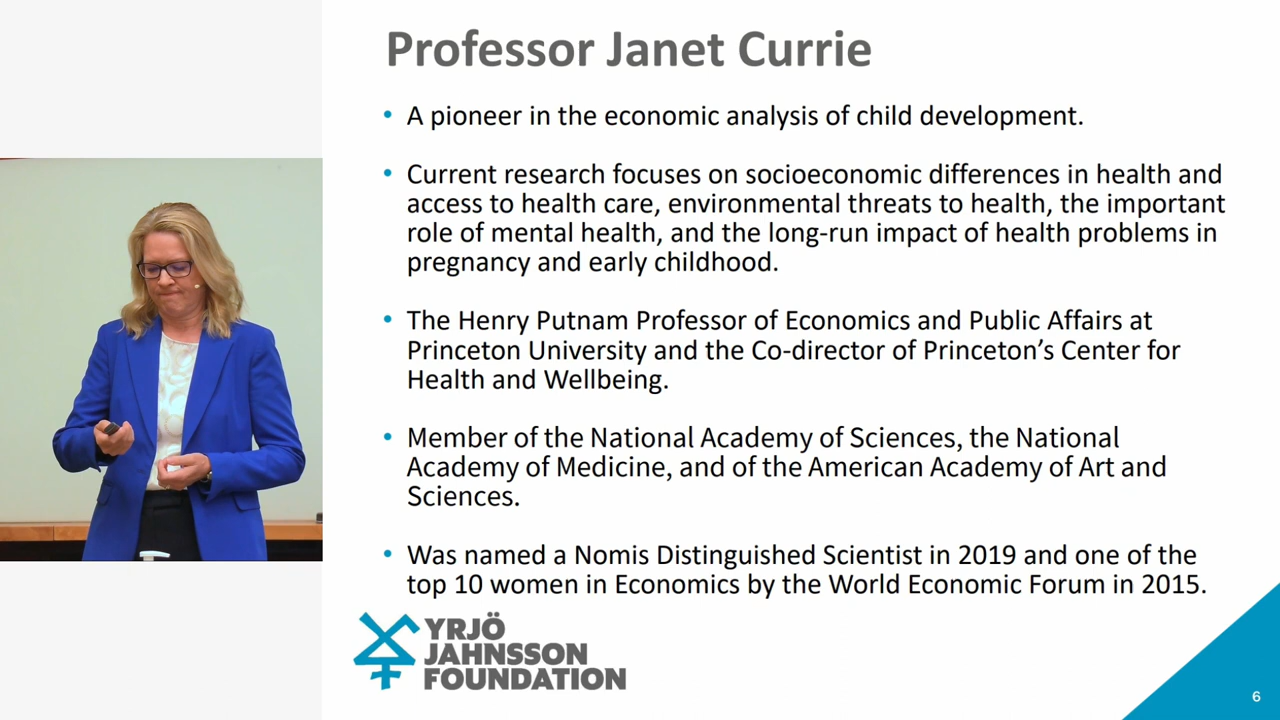 Professor Janet Currie
• A pioneer in the economic analysis of child development.
• Current research focuses on socioeconomic differences in health and
access to health care, environmental threats to health, the important
role of mental health, and the long-run impact of health problems in
pregnancy and early childhood.
• The Henry Putnam Professor of Economics and Public Affairs at
Princeton University and the Co-director of Princeton’s Center for
Health and Wellbeing.
• Member of the National Academy of Sciences, the National
Academy of Medicine, and of the American Academy of Art and
Sciences.
• Was named a Nomis Distinguished Scientist in 2019 and one of the
top 10 women in Economics by the World Economic Forum in 2015.
YRJÖ
JAHNSSON
FOUNDATION
6